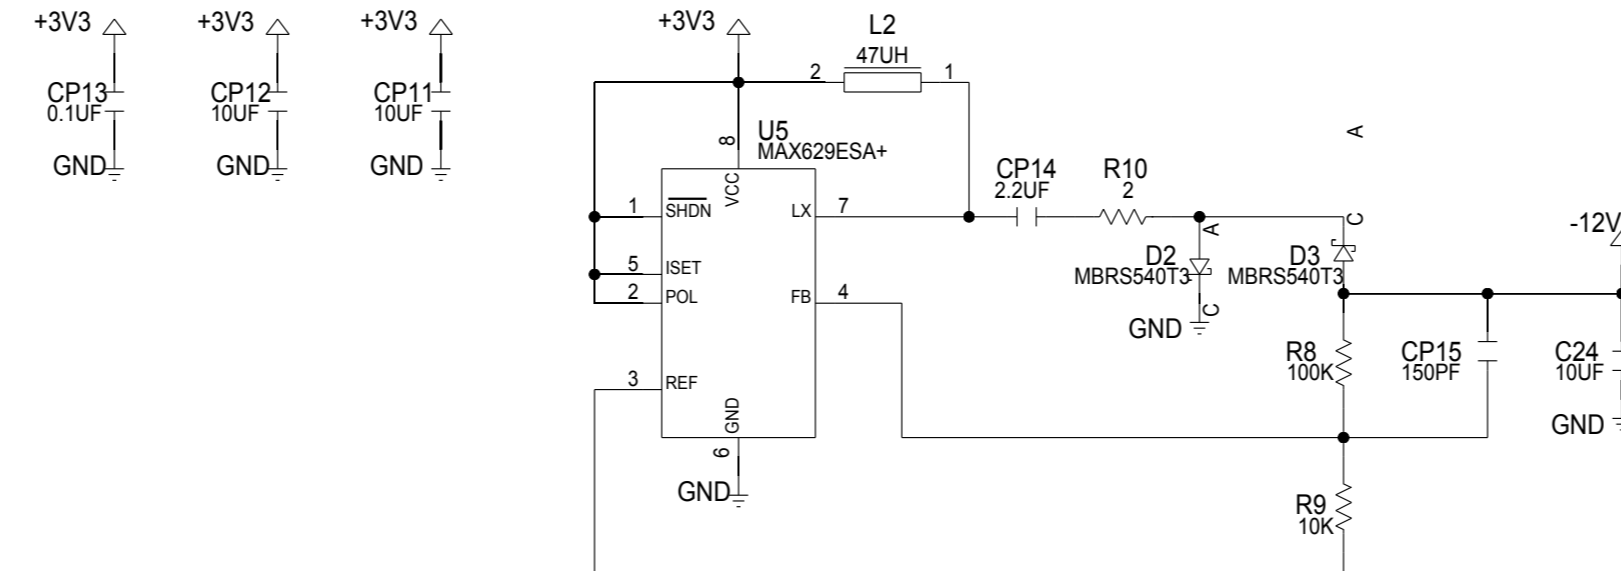 +3V3
CP13
0.1UF
GND
+3V3
CP12
10UF
GND
+3V3
CP11
10UF
GND
+3V3
L2
47UH
2
1
8
U5
MAX629ESA+
VCC
1
SHDN
5
ISET
2
POL
3
REF
GND
6
GND
LX
7
FB
4
CP14
2.2UF
R10
2
A
D2
MBRS540T3
C
GND
A
C
D3
MBRS540T3
R8
100K
CP15
150PF
-12V
C24
10UF
GND
R9
10K